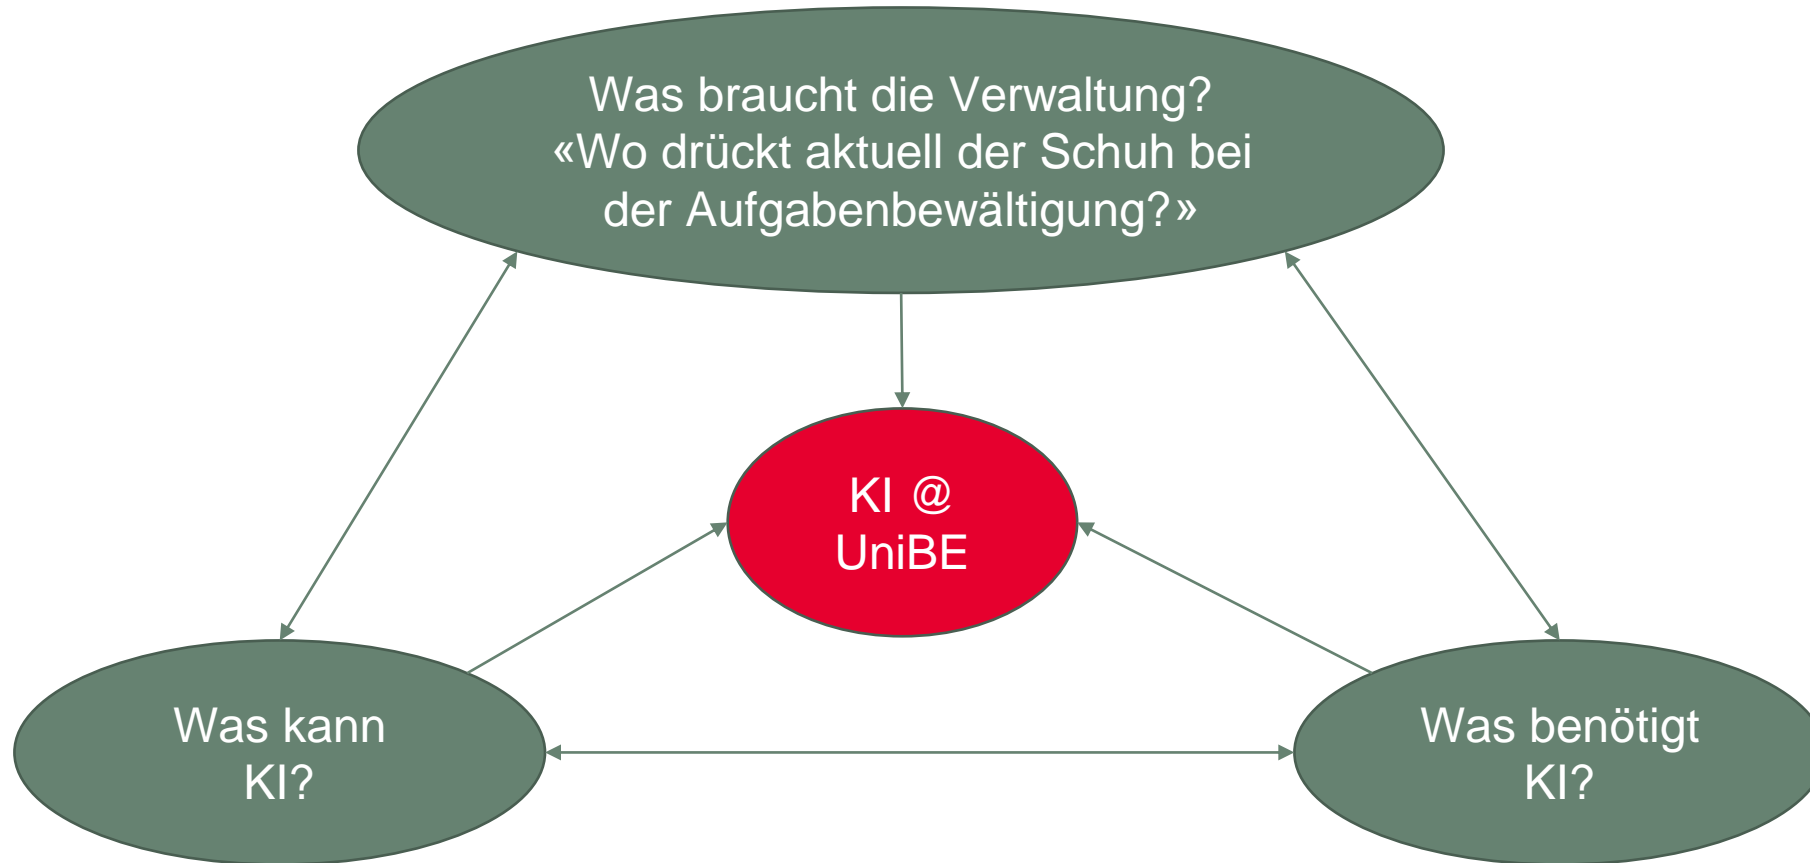 Was braucht die Verwaltung?
«Wo drückt aktuell der Schuh bei
der Aufgabenbewältigung?»
KI @
UniBE
Was kann
KI?
Was benötigt
KI?